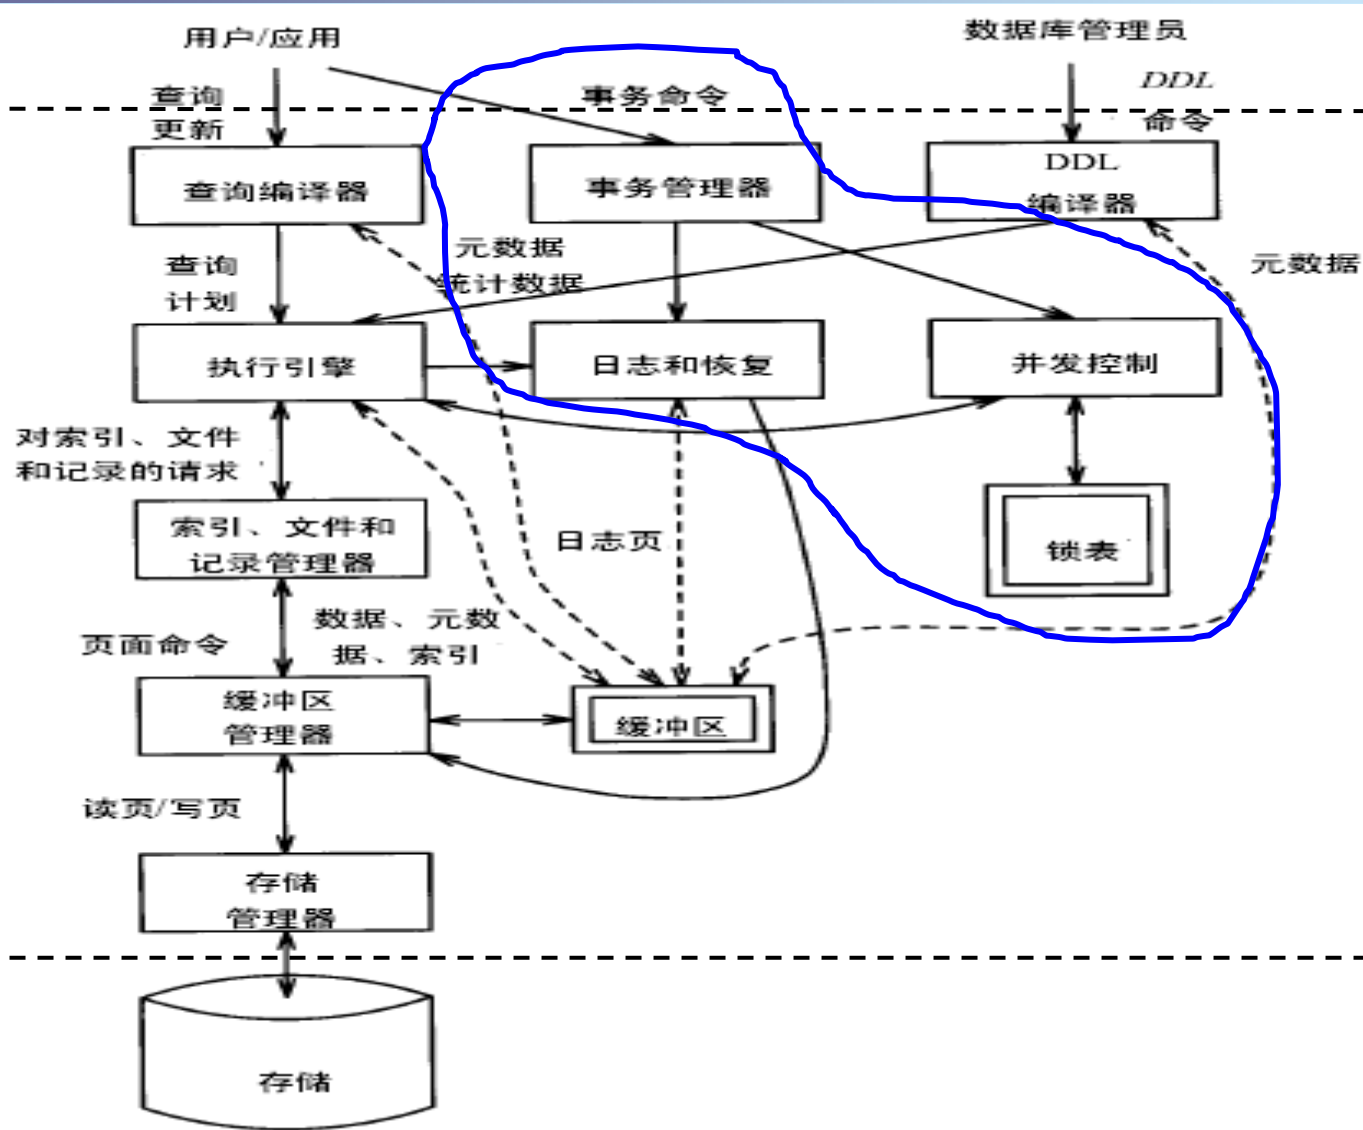 用户/应用
数据库管理员
查询
更新
事务命令
DDL
命令
查询编译器
事务管理器
DDL
编译器
查询
计划
元数据
统计数据
元数据
执行引擎
日志和恢复
并发控制
对索引、文件
和记录的请求
索引、文件和
记录管理器
日志页
锁表
页面命令
数据、元数
据、索引
缓冲区
管理器
缓冲区
读页/写页
存储
管理器
存储